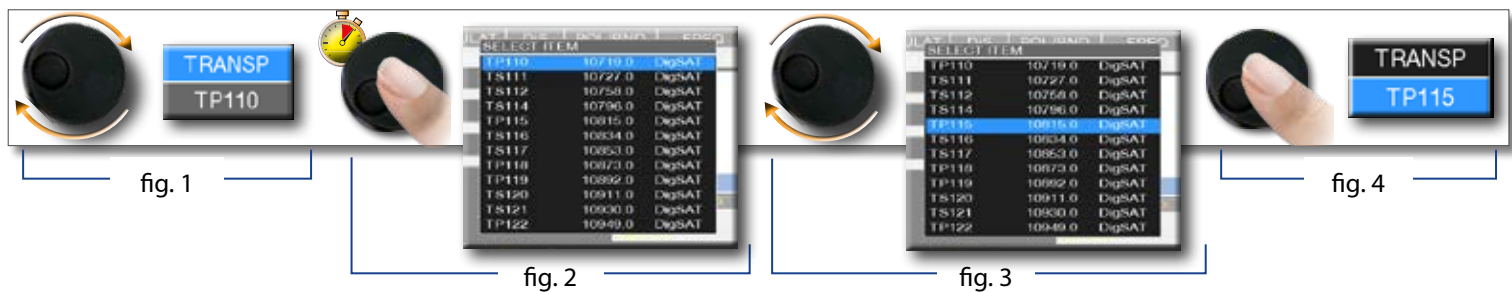 TRANSP
TP110
SELECT ITEM
TP110 10719.0 DigSAT
TS111 10727.0 DigSAT
TS112 10758.0 DigSAT
TS114 10796.0 DigSAT
TP115 10815.0 DigSAT
TS116 10834.0 DigSAT
TS117 10853.0 DigSAT
TP118 10873.0 DigSAT
TP119 10892.0 DigSAT
TS120 10911.0 DigSAT
TS121 10930.0 DigSAT
TP122 10949.0 DigSAT
SELECT ITEM
TP110 10719.0 DigSAT
TS111 10727.0 DigSAT
TS112 10758.0 DigSAT
TS114 10796.0 DigSAT
TP115 10815.0 DigSAT
TS116 10834.0 DigSAT
TS117 10853.0 DigSAT
TP118 10873.0 DigSAT
TP119 10892.0 DigSAT
TS120 10911.0 DigSAT
TS121 10930.0 DigSAT
TP122 10949.0 DigSAT
TRANSP
TP115
fig. 1
fig. 2
fig. 3
fig. 4